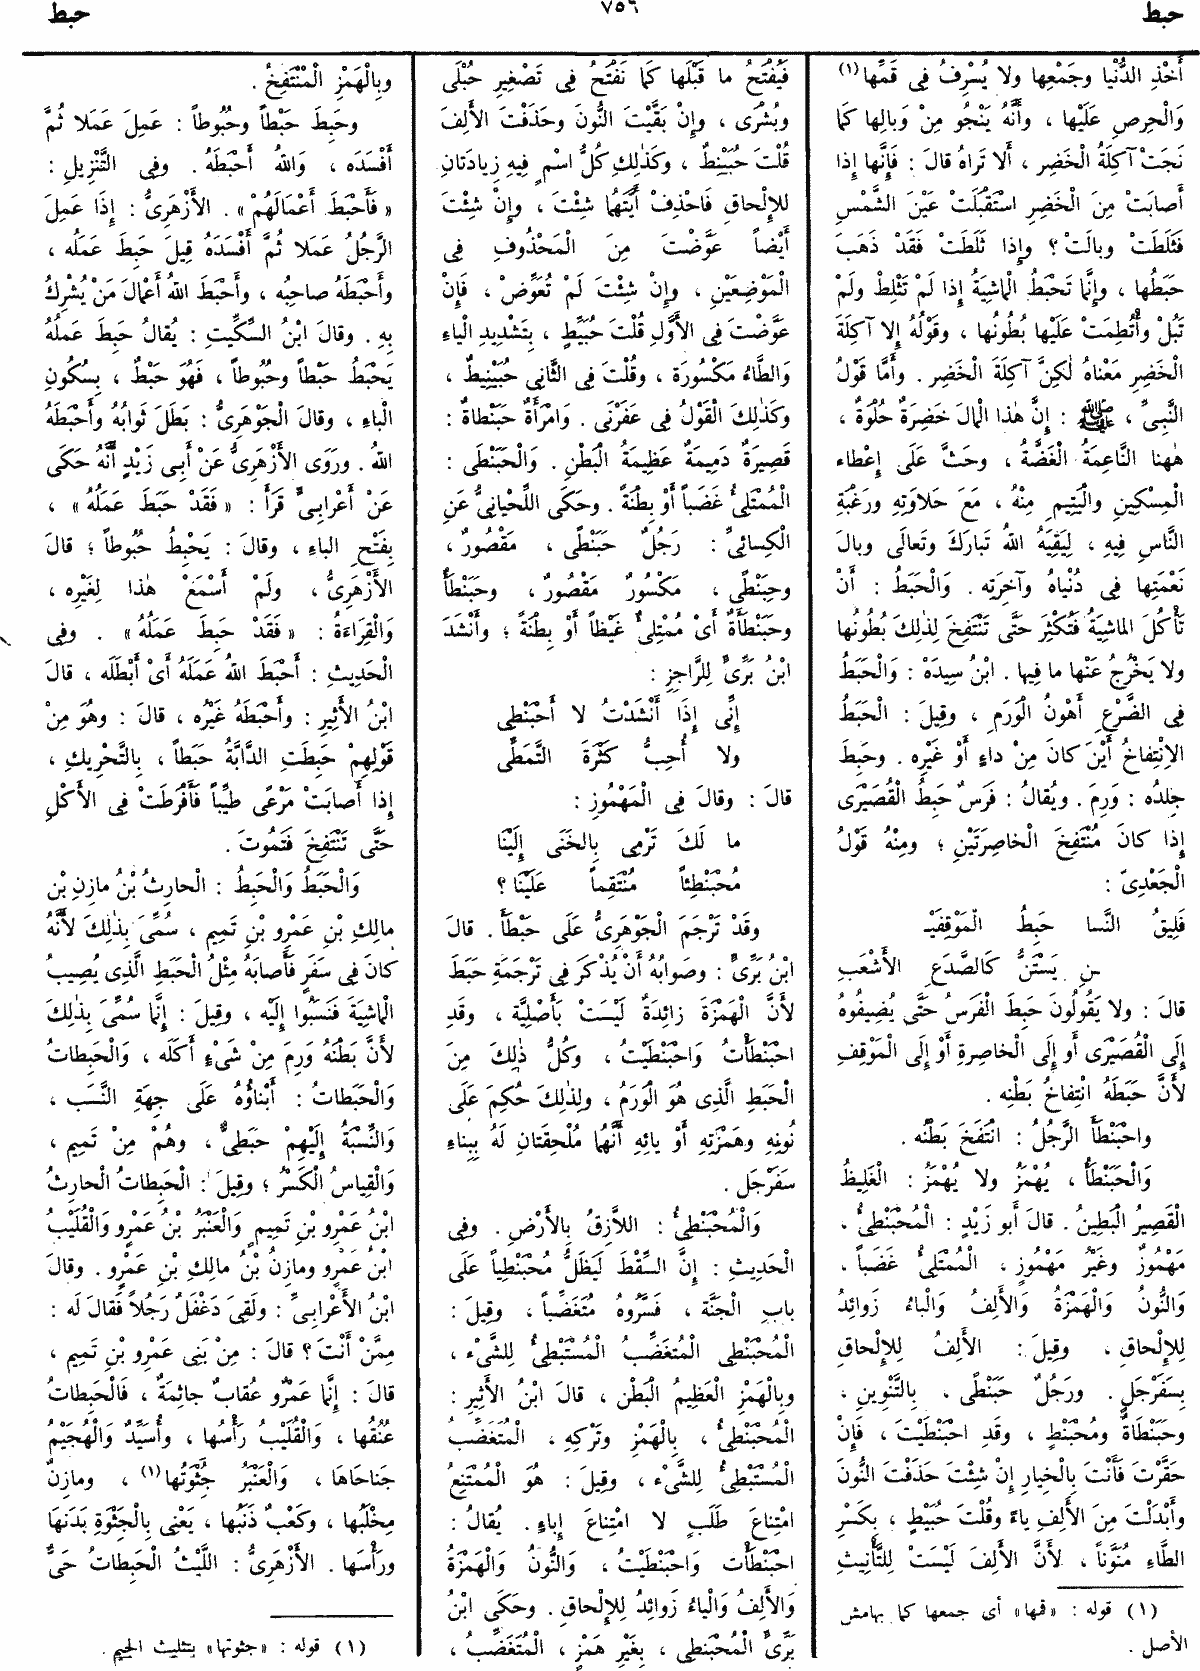 حبط
٧٥٦
حبط
أَخْذِ الدُّنْيا وجَمْعِها ولا يُسْرِفُ فِى قَمِّها(١)
وَالْحِرصِ عَلَيْها ، وأَنَّهُ يَنْجُو مِنْ وَبالِها كَما
نَجَتْ آكِلَةُ الْخَضِرِ ، أَلا تَراهُ قالَ : فَإِنَّها إِذا
أَصابَتْ مِنَ الْخَضِرِ اسْتَقْبَلَتْ عَيْنَ الشَّمْسِ
فَثَلَطَتْ وبالَتْ ؟ وإِذا ثَلَطَتْ فَقَدْ ذَهَبَ
حَبَطُها ، وإِنَّما تَحْبَطُ الْماشِيَةُ إِذا لَمْ تَثْلِطْ ولَمْ
تَبُلْ وأُتْطِمَتْ عَلَيْها بُطُونُها ، وقَوْلُهُ إِلا آكِلَةَ
الْخَضِرِ مَعْناهُ لٰكِنَّ آكِلَةَ الْخَضِرِ . وأَمَّا قَوْلُ
النَّبِىِّ ، ﷺ : إِنَّ هٰذا الْمالَ خَضِرَةٌ حُلْوَةٌ ،
هٰهنا النَّاعِمَةُ الْغَضَّةُ ، وحَثَّ عَلَى إِعْطاء
الْمِسْكِينِ والْيَتِيمِ مِنْهُ ، مَعَ حَلاوَتِهِ ورَغْبَةِ
النَّاسِ فِيهِ ، لِيَقِيَهُ اللهُ تَبارَكَ وتَعالَى وبالَ
نَعْمَتِها فِى دُنْياهُ وآخِرَتِه . وَالْحَبَطُ : أَنْ
تَأْكُلَ الْماشِيَةُ فَتُكْثِرَ حَتَّى تَنْتَفِخَ لِذٰلِكَ بُطُونُها
ولا يَخْرُجُ عَنْها ما فِيها . ابْنُ سِيدَهْ : وَالْحَبَطُ
فِى الضَّرْعِ أَهْوَنُ الْوَرَمِ ، وقِيلَ : الْحَبَطُ
الاِنْتِفاخُ أَيْنَ كانَ مِنْ داءٍ أَوْ غَيْرِه . وحَبِطَ
جِلدُه : وَرِمَ . ويُقالُ : فَرَسٌ حَبِطُ الْقُصَيْرَى
إِذا كانَ مُنْتَفِخَ الْخاصِرَتَيْنِ ؛ ومِنْهُ قَوْلُ
الْجَعْدِىّ :
فَلِيقُ النَّسا حَبِطُ الْمَوْقِفَيْـ
ـنِ يَسْتَنُّ كَالصَّدَعِ الأَشْعَبِ
قالَ : ولا يَقُولُونَ حَبِطَ الْفَرَسُ حَتَّى يُضِيفُوهُ
إِلَى الْقُصَيْرَى أَو إِلَى الْخاصِرةِ أَوْ إِلَى الْمَوْقِفِ
لأَنَّ حَبَطَهُ انْتِفاخُ بَطْنِه .
واحْبَنْطَأَ الرَّجُلُ : انْتَفَخَ بَطْنُه .
وَالْحَبَنْطَأُ ، يُهْمَزُ ولا يُهْمَزُ : الْغَلِيظُ
الْقَصِيرُ الْبَطِينُ . قالَ أَبو زَيْدٍ : الْمُحْبَنْطِئُ ،
مَهْمُوزٌ وغَيْرُ مَهْمُوزٍ ، الْمُمْتَلِئُ غَضَباً ،
وَالنُّونُ وَالْهَمْزَةُ وَالأَلِفُ وَالْباءُ زَوائِدُ
لِلإِلْحاقِ ، وقِيلَ : الأَلِفُ لِلإِلْحاقِ
بِسَفَرْجَلٍ . ورَجُلٌ حَبَنْطًى ، بِالتَّنْوِينِ ،
وحَبَنْطَاةٌ ومُحْبَنْطٍ ، وقَدِ احْبَنْطَيْتَ ، فَإِنْ
حَقَّرْتَ فَأَنْتَ بِالْخِيارِ إِنْ شِئْتَ حَذَفْتَ النُّونَ
وأَبْدَلْتَ مِنَ الأَلِفِ ياءً وقُلْتَ حُبَيْطٍ ، بِكَسْرِ
الطَّاءِ مُنَوَّناً ، لأَنَّ الأَلِفَ لَيْسَتْ لِلتَّأْنِيثِ
(١) قوله : «قمها» أى جمعها كما بهامش
الأصل .
فَيُفْتَحُ ما قَبْلَها كَما نَفْتَحُ فِى تَصْغِيرِ حُبْلَى
وبُشْرَى ، وإِنْ بَقَّيْتَ النُّونَ وحَذَفْتَ الأَلِفَ
قُلْتَ حُبَيْنِطٌ ، وكَذٰلِكَ كُلُّ اسْمٍ فِيهِ زِيادَتانِ
لِلإِلْحاقِ فَاحْذِفْ أَيَّتَهُما شِئْتَ ، وإِنْ شِئْتَ
أَيْضاً عَوَّضْتَ مِنَ الْمَحْذُوفِ فِى
الْمَوْضِعَيْنِ ، وإِنْ شِئْتَ لَمْ تُعَوِّضْ ، فَإِنْ
عَوَّضْتَ فِى الأَوَّلِ قُلْتَ حُبَيِّطٍ ، بِتَشْدِيدِ الْياءِ
وَالطَّاءُ مَكْسُورَة ، وقُلْتَ فِى الثَّانِى حُبَيْنِيطٌ ،
وكَذٰلِكَ الْقَوْلُ فِى عَفَرْنَى . وَامْرَأَةٌ حَبَنْطاةٌ :
قَصِيرَةٌ دَمِيمَةٌ عَظِيمَةُ الْبَطْنِ . وَالْحَبَنْطَى :
الْمُمْتَلِئُ غَضَباً أَوْ بِطْنَةً . وحَكَى اللِّحْيانِىُّ عَنِ
الْكِسائِىِّ : رَجُلٌ حَبَنْطًى ، مَقْصُورٌ ،
وحِبَنْطًى ، مَكْسُورٌ مَقْصُورٌ ، وحَبَنْطَأٌ
وحَبَنْطَأَةٌ أَىْ مُمْتَلِئٌ غَيْظاً أَوْ بِطْنَةً ؛ وأَنْشَدَ
ابْنُ بَرِّىٍّ لِلرَّاجِزِ :
إِنِّى إِذَا أَنْشَدْتُ لا أَحْبَنْطِى
ولا أُحِبُّ كَثْرَةَ التَّمَطِّى
قالَ : وقالَ فِى الْمَهْمُوزِ :
ما لَكَ تَرْمِى بِالخَنَى إِلَيْنَا
مُحْبَنْطِئاً مُنْتَقِماً عَلَيْنَا ؟
وقَدْ تَرْجَمَ الْجَوْهَرِىُّ عَلَى حَبْطَأَ . قالَ
ابْنُ بَرِّىٍّ : وصَوابُهُ أَنْ يُذْكَرَ فِى تَرْجَمَةِ حَبَطَ
لأَنَّ الْهَمْزَةَ زائِدَةٌ لَيْسَتْ بِأَصْلِيَّة ، وقَدِ
احْبَنْطَأْتُ وَاحْبَنْطَيْتُ ، وكُلُّ ذٰلِكَ مِنَ
الْحَبَطِ الَّذِى هُوَ الْوَرَمُ ، ولِذٰلِكَ حُكِمَ عَلَى
نُونِهِ وهَمْزَتِهِ أَوْ يائِهِ أَنَّهُما مُلْحِقَتانِ لَهُ بِبِناءِ
سَفَرْجَلٍ .
وَالْمُحْبَنْطِئُ : اللاَّزِقُ بِالأَرْضِ . وفِى
الْحَدِيثِ : إِنَّ السِّقْطَ لَيَظَلُّ مُحْبَنْطِياً عَلَى
بابِ الْجَنَّة ، فَسَّرُوهُ مُتَغَضِّباً ، وقِيلَ :
الْمُحْبَنْطِى الْمُتَغَضِّبُ الْمُسْتَبْطِئُ لِلشَّىْء ،
وبِالْهَمْزِ الْعَظِيمُ الْبَطْنِ ، قالَ ابْنُ الأَثِيرِ :
الْمُحْبَنْطِئُ ، بِالْهَمْزِ وتَرْكِهِ ، الْمُتَغَضِّبُ
الْمُسْتَبْطِئُ لِلشَّىْء ، وقِيلَ : هُوَ الْمُمْتَنِعُ
امْتِناعَ طَلَبٍ لا امْتِناعَ إِباءٍ . يُقالُ :
احْبَنْطَأْت وَاحْبَنْطَيْتُ ، وَالنُّونُ وَالْهَمْزَةُ
وَالأَلِفُ وَالْياءُ زَوائِدُ لِلإِلْحاقِ . وحَكَى ابْنُ
بَرِّىٍّ الْمُحْبَنطِى ، بِغَيْرِ هَمْزٍ ، الْمُتَغَضِّبُ ،
وبِالْهَمْزِ الْمُنْتَفِخُ .
وحَبِطَ حَبْطاً وحُبُوطاً : عَمِلَ عَمَلا ثُمَّ
أَفْسَدَه ، وَاللهُ أَحْبَطَهُ . وفِى التَّنْزِيلِ :
« فَأَحْبَطَ أَعْمَالَهُمْ » . الأَزْهَرِىُّ : إِذا عَمِلَ
الرَّجُلُ عَمَلا ثُمَّ أَفْسَدَهُ قِيلَ حَبِطَ عَمَلُه ،
وأَحْبَطَهُ صاحِبُه ، وأَحْبَطَ اللهُ أَعْمالَ مَنْ يُشْرِكُ
بِهِ . وقالَ ابْنُ السِّكِّيتِ : يُقالُ حَبِطَ عَمَلُهُ
يَحْبَطُ حَبْطاً وحُبُوطاً ، فَهُوَ حَبْطٌ ، بِسُكُونِ
الْباءِ ، وقالَ الْجَوْهَرِىُّ : بَطَلَ ثَوابُهُ وأَحْبَطَهُ
اللهُ . ورَوَى الأَزْهَرِىُّ عَنْ أَبِى زَيْدٍ أَنَّهُ حَكَى
عَنْ أَعْرابِىٍّ قَرَأَ : « فَقَدْ حَبَطَ عَمَلُهُ » ،
بِفَتْحِ الباءِ ، وقالَ : يَحْبِطُ حُبُوطاً ؛ قالَ
الأَزْهَرِىُّ ، ولَمْ أَسْمَعْ هٰذا لِغَيْرِه ،
وَالْقِرَاءَةُ : « فَقَدْ حَبِطَ عَمَلُهُ » . وفِى
الْحَدِيثِ : أَحْبَطَ اللهُ عَمَلَهُ أَىْ أَبْطَلَه ، قالَ
ابْنُ الأَثِيرِ : وأَحْبَطَهُ غَيْرُه ، قالَ : وهُوَ مِنْ
قَوْلِهِمْ حَبِطَتِ الدَّابَّةُ حَبَطاً ، بِالتَّحْرِيكِ ،
إِذا أَصابَتْ مَرْعًى طَيِّباً فَأَفْرَطَتْ فِى الأَكْلِ
حَتَّى تَنْتَفِخَ فَتَمُوتَ .
وَالْحَبَطُ وَالْحَبِطُ : الْحارِثُ بْنُ مازِنِ بْنِ
مالِكِ بْنِ عَمْرِو بْنِ تَمِيمٍ ، سُمِّىَ بِذٰلِكَ لأَنَّهُ
كانَ فِى سَفَرٍ فَأَصابَهُ مِثْلُ الْحَبَطِ الَّذِى يُصِيبُ
الْماشِيَةَ فَنَسَبُوا إِلَيْه ، وقِيلَ : إِنَّما سُمِّىَ بِذٰلِكَ
لأَنَّ بَطْنَهُ وَرِمَ مِنْ شَىْءٍ أَكَلَه ، وَالْحَبِطاتُ
وَالْحَبَطاتُ : أَبْناؤُهُ عَلَى جِهَةِ النَّسَب ،
وَالنِّسْبَةُ إِلَيْهِمْ حَبَطِىٌّ ، وهُمْ مِنْ تَمِيم ،
وَالْقِياسُ الْكَسْرُ ؛ وقِيلَ : الْحَبِطاتُ الْحارِثُ
ابْنُ عَمْرِو بْنِ تَمِيمٍ وَالْعَنْبَرُ بْنُ عَمْرٍو وَالْقُلَيْبُ
ابْنُ عَمْرٍو ومازِنُ بْنُ مالِكِ بْنِ عَمْرٍو . وقالَ
ابْنُ الأَعْرابِىِّ : ولَقِىَ دَغْفَلٌ رَجُلاً فَقالَ لَه :
مِمَّنْ أَنْتَ ؟ قالَ : مِنْ بَنِى عَمْرِو بْنِ تَمِيم ،
قالَ : إِنَّما عَمْرٌو عُقابٌ جاثِمَةٌ ، فَالْحَبِطاتُ
عُنُقُها ، وَالْقُلَيْبُ رَأْسُها ، وأُسَيِّدٌ وَالْهُجَيْمُ
جَناحَاهَا ، وَالْعَنْبَرُ جُثْوَتُها(١) ، ومازِنٌ
مِخْلَبُها ، وكَعْبٌ ذَنَبُها ، يَعْنِى بِالْجَثْوَةِ بَدَنَها
ورَأْسَها . الأَزْهَرِىُّ : اللَّيْثُ الْحَبِطاتُ حَىٌّ
(١) قوله : «جثوتها» بتثليث الجيم .